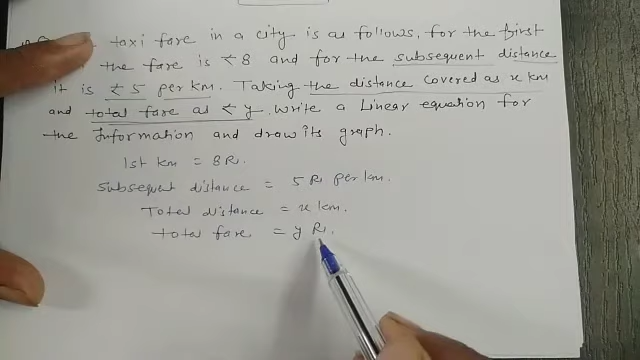 taxi fare in a city is as follows, for the first
the fare is ₹ 8 and for the subsequent distance
it is ₹ 5 per km. Taking the distance covered as x km
and total fare as ₹ y. Write a Linear equation for
the Information and draw its graph.
1st km = 8 R.
Subsequent distance = 5 R per km.
Total distance = x km.
Total fare = y R.